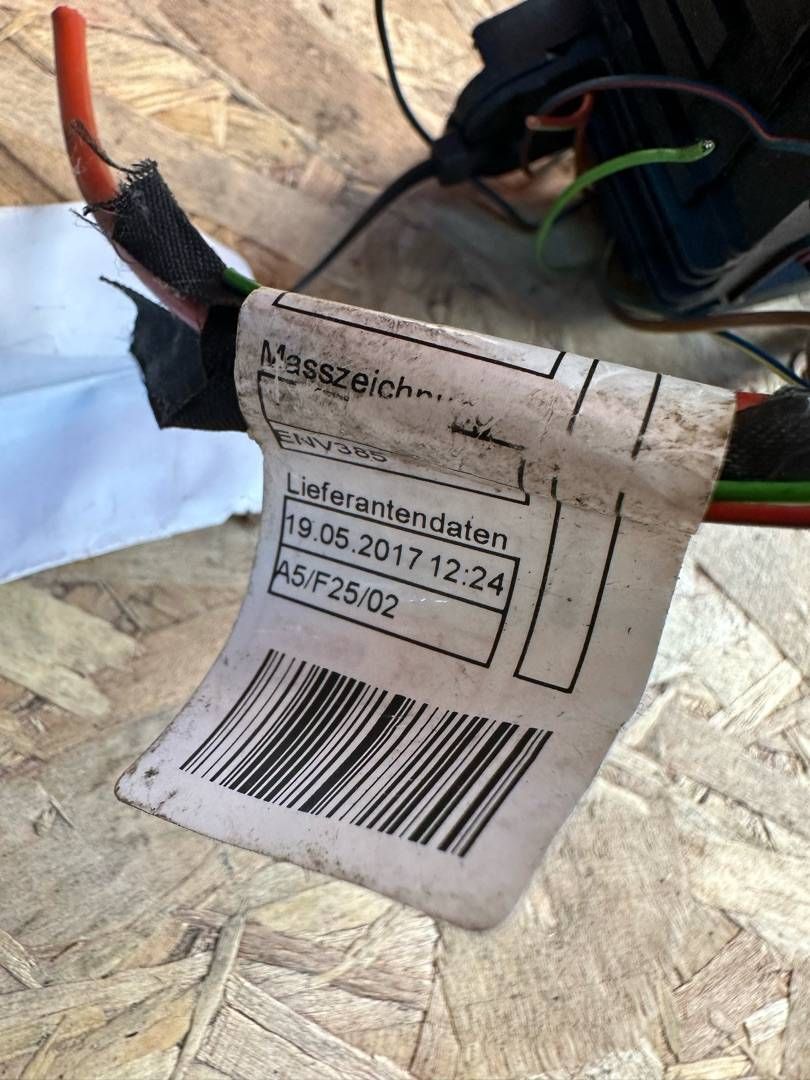 ENV385
Lieferantendaten
19.05.2017 12:24
A5/F25/02